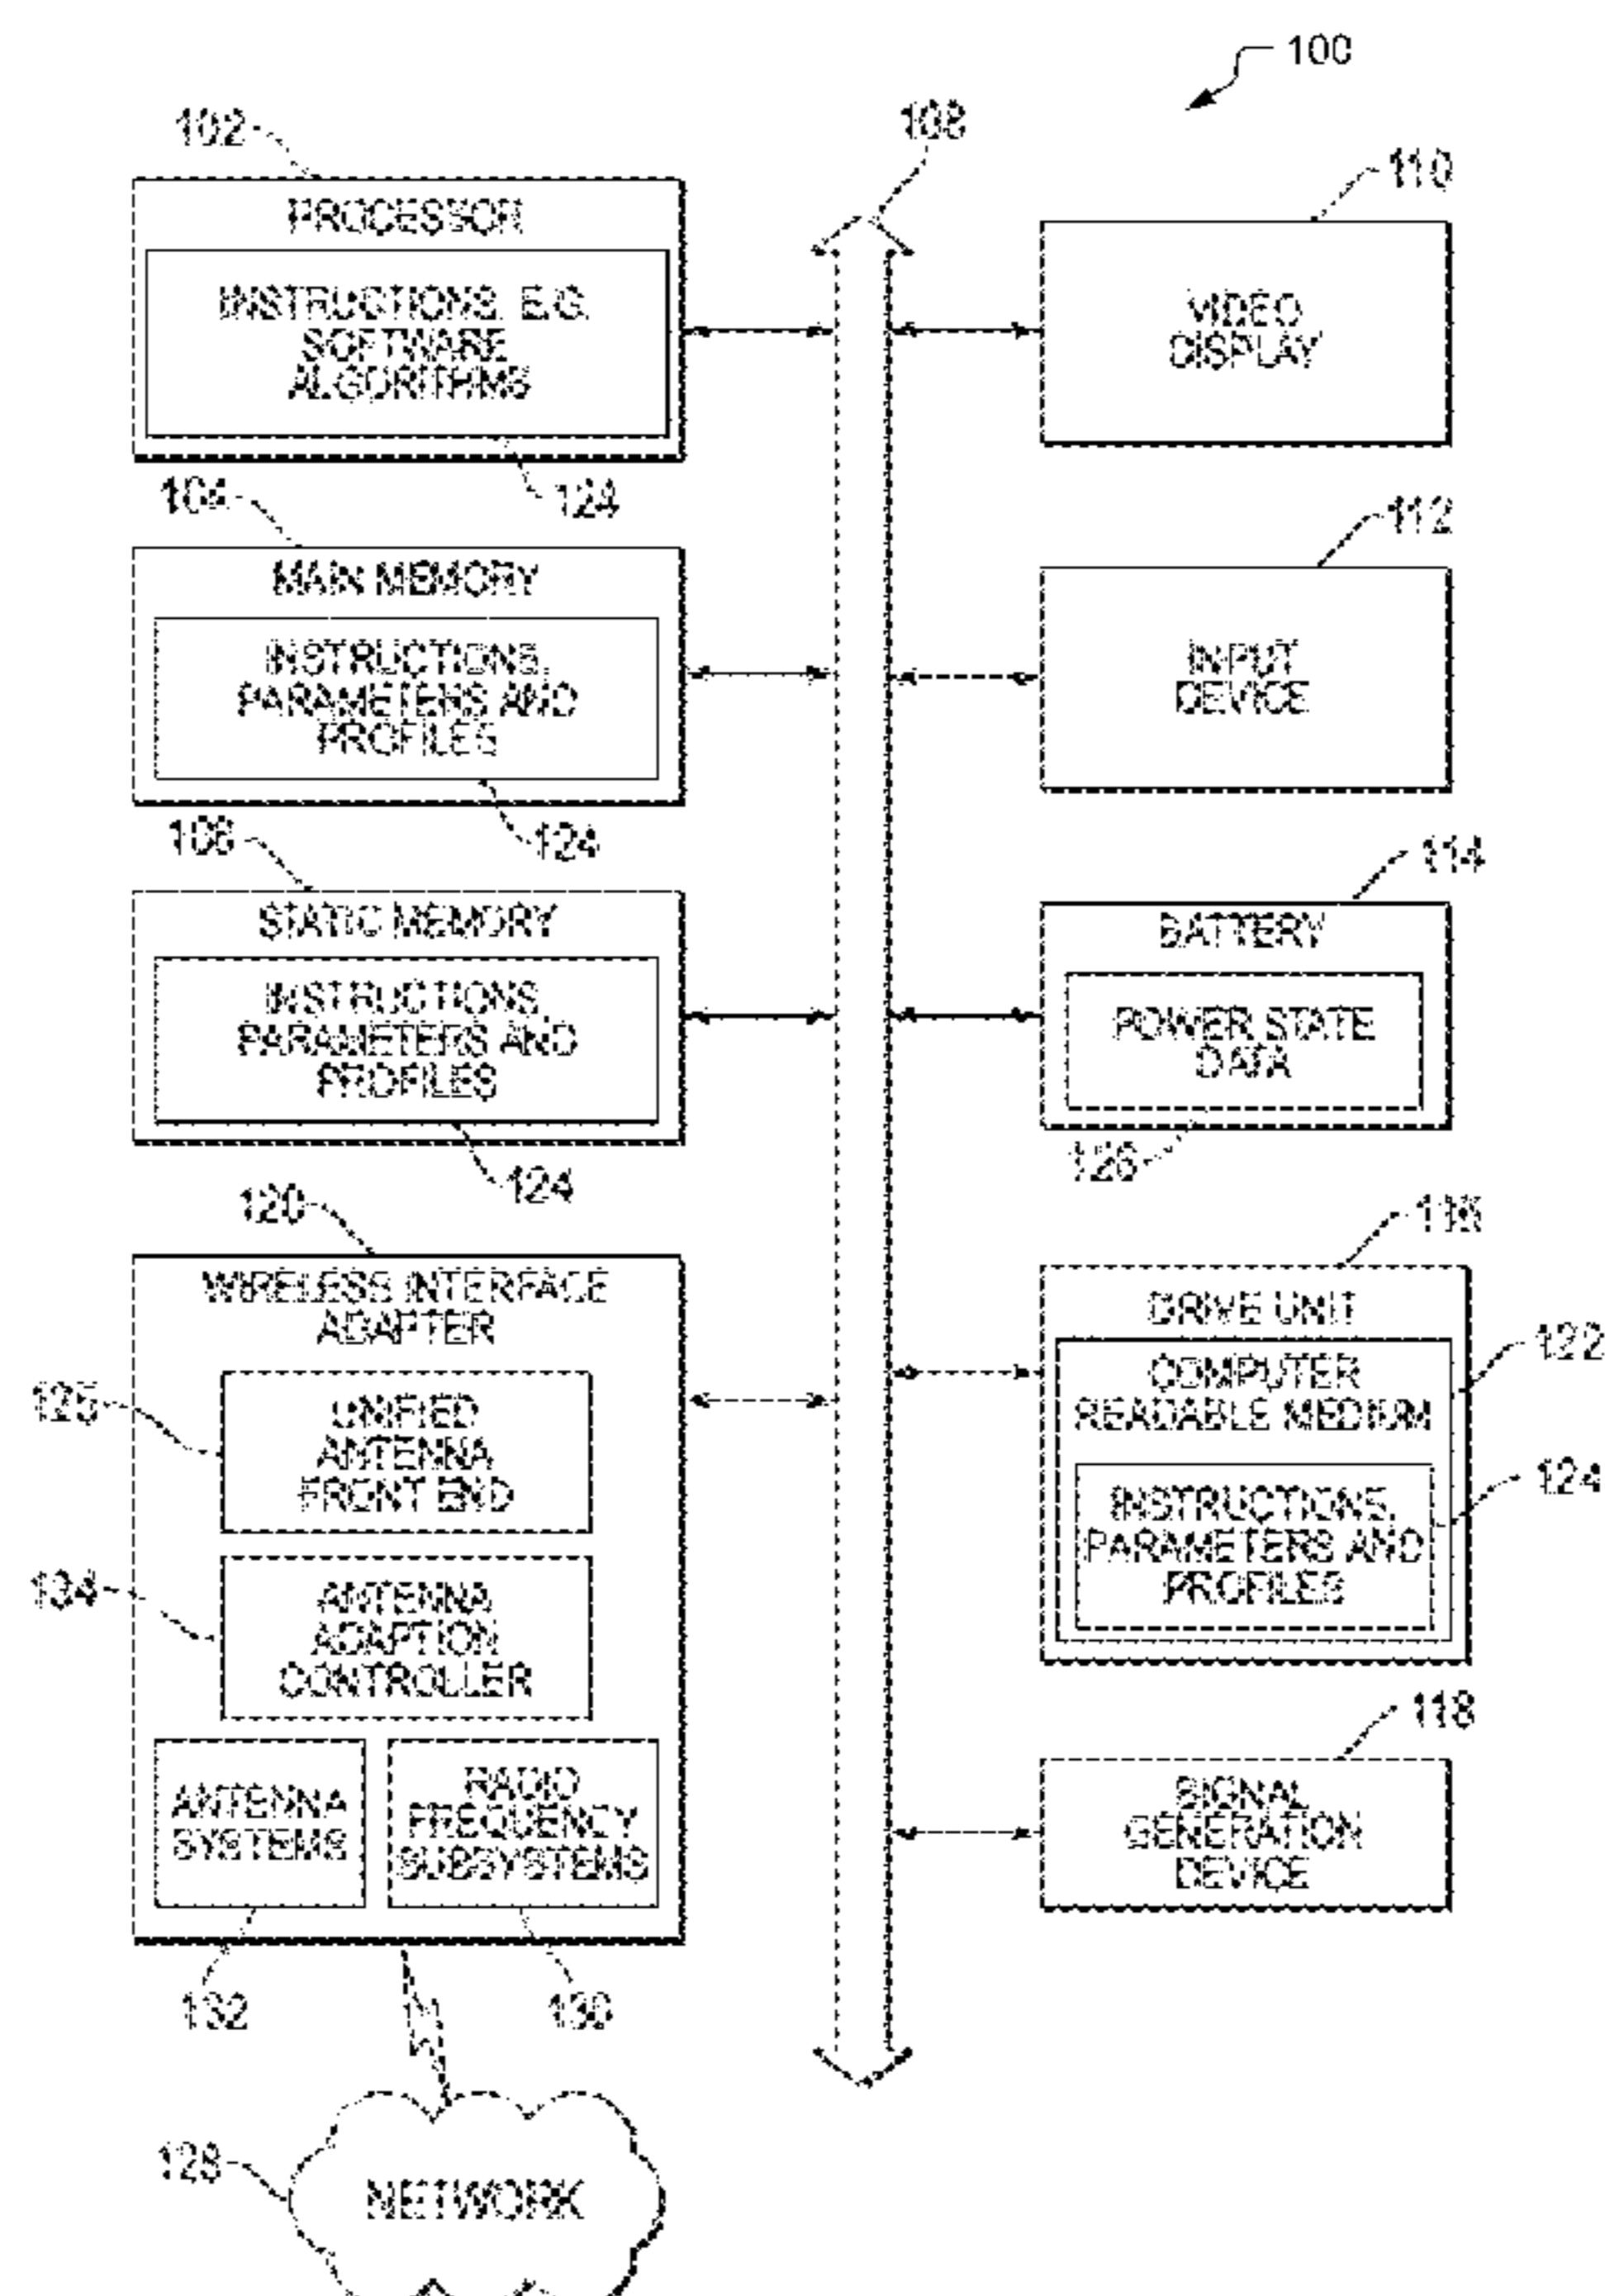 100
102
108
110
PROCESSOR
INSTRUCTIONS, E.G.
SOFTWARE
ALGORITHMS
124
VIDEO
DISPLAY
104
MAIN MEMORY
INSTRUCTIONS,
PARAMETERS AND
PROFILES
124
112
INPUT
DEVICE
106
STATIC MEMORY
INSTRUCTIONS,
PARAMETERS AND
PROFILES
124
114
BATTERY
POWER STATE
DATA
126
120
WIRELESS INTERFACE
ADAPTER
125
UNIFIED
ANTENNA
FRONT END
134
ANTENNA
ADAPTION
CONTROLLER
ANTENNA
SYSTEMS
132
RADIO
FREQUENCY
SUBSYSTEMS
130
116
DRIVE UNIT
122
COMPUTER
READABLE MEDIUM
124
INSTRUCTIONS,
PARAMETERS AND
PROFILES
118
SIGNAL
GENERATION
DEVICE
128
NETWORK